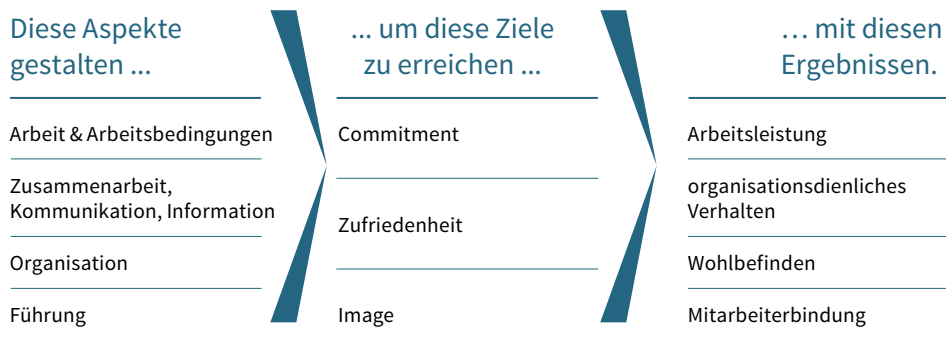 Diese Aspekte
gestalten ...
Arbeit & Arbeitsbedingungen
Zusammenarbeit,
Kommunikation, Information
Organisation
Führung
... um diese Ziele
zu erreichen ...
Commitment
Zufriedenheit
Image
… mit diesen
Ergebnissen.
Arbeitsleistung
organisationsdienliches
Verhalten
Wohlbefinden
Mitarbeiterbindung